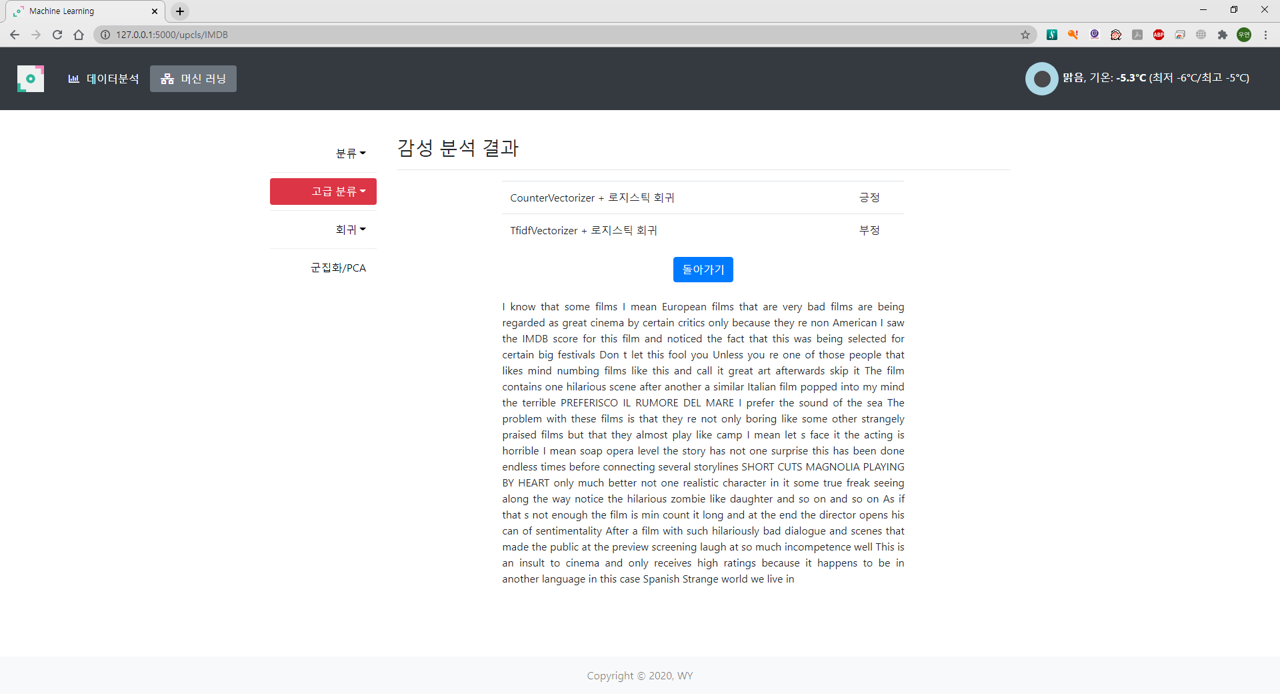 Machine Learning
127.0.0.1:5000/upcls/IMDB
ABP
우연
데이터분석
머신 러닝
맑음, 기온: -5.3℃ (최저 -6℃/최고 -5℃)
분류
고급 분류
회귀
군집화/PCA
감성 분석 결과
CounterVectorizer + 로지스틱 회귀 긍정
TfidfVectorizer + 로지스틱 회귀 부정
돌아가기
I know that some films I mean European films that are very bad films are being
regarded as great cinema by certain critics only because they re non American I saw
the IMDB score for this film and noticed the fact that this was being selected for
certain big festivals Don t let this fool you Unless you re one of those people that
likes mind numbing films like this and call it great art afterwards skip it The film
contains one hilarious scene after another a similar Italian film popped into my mind
the terrible PREFERISCO IL RUMORE DEL MARE I prefer the sound of the sea The
problem with these films is that they re not only boring like some other strangely
praised films but that they almost play like camp I mean let s face it the acting is
horrible I mean soap opera level the story has not one surprise this has been done
endless times before connecting several storylines SHORT CUTS MAGNOLIA PLAYING
BY HEART only much better not one realistic character in it some true freak seeing
along the way notice the hilarious zombie like daughter and so on and so on As if
that s not enough the film is min count it long and at the end the director opens his
can of sentimentality After a film with such hilariously bad dialogue and scenes that
made the public at the preview screening laugh at so much incompetence well This is
an insult to cinema and only receives high ratings because it happens to be in
another language in this case Spanish Strange world we live in
Copyright © 2020, WY